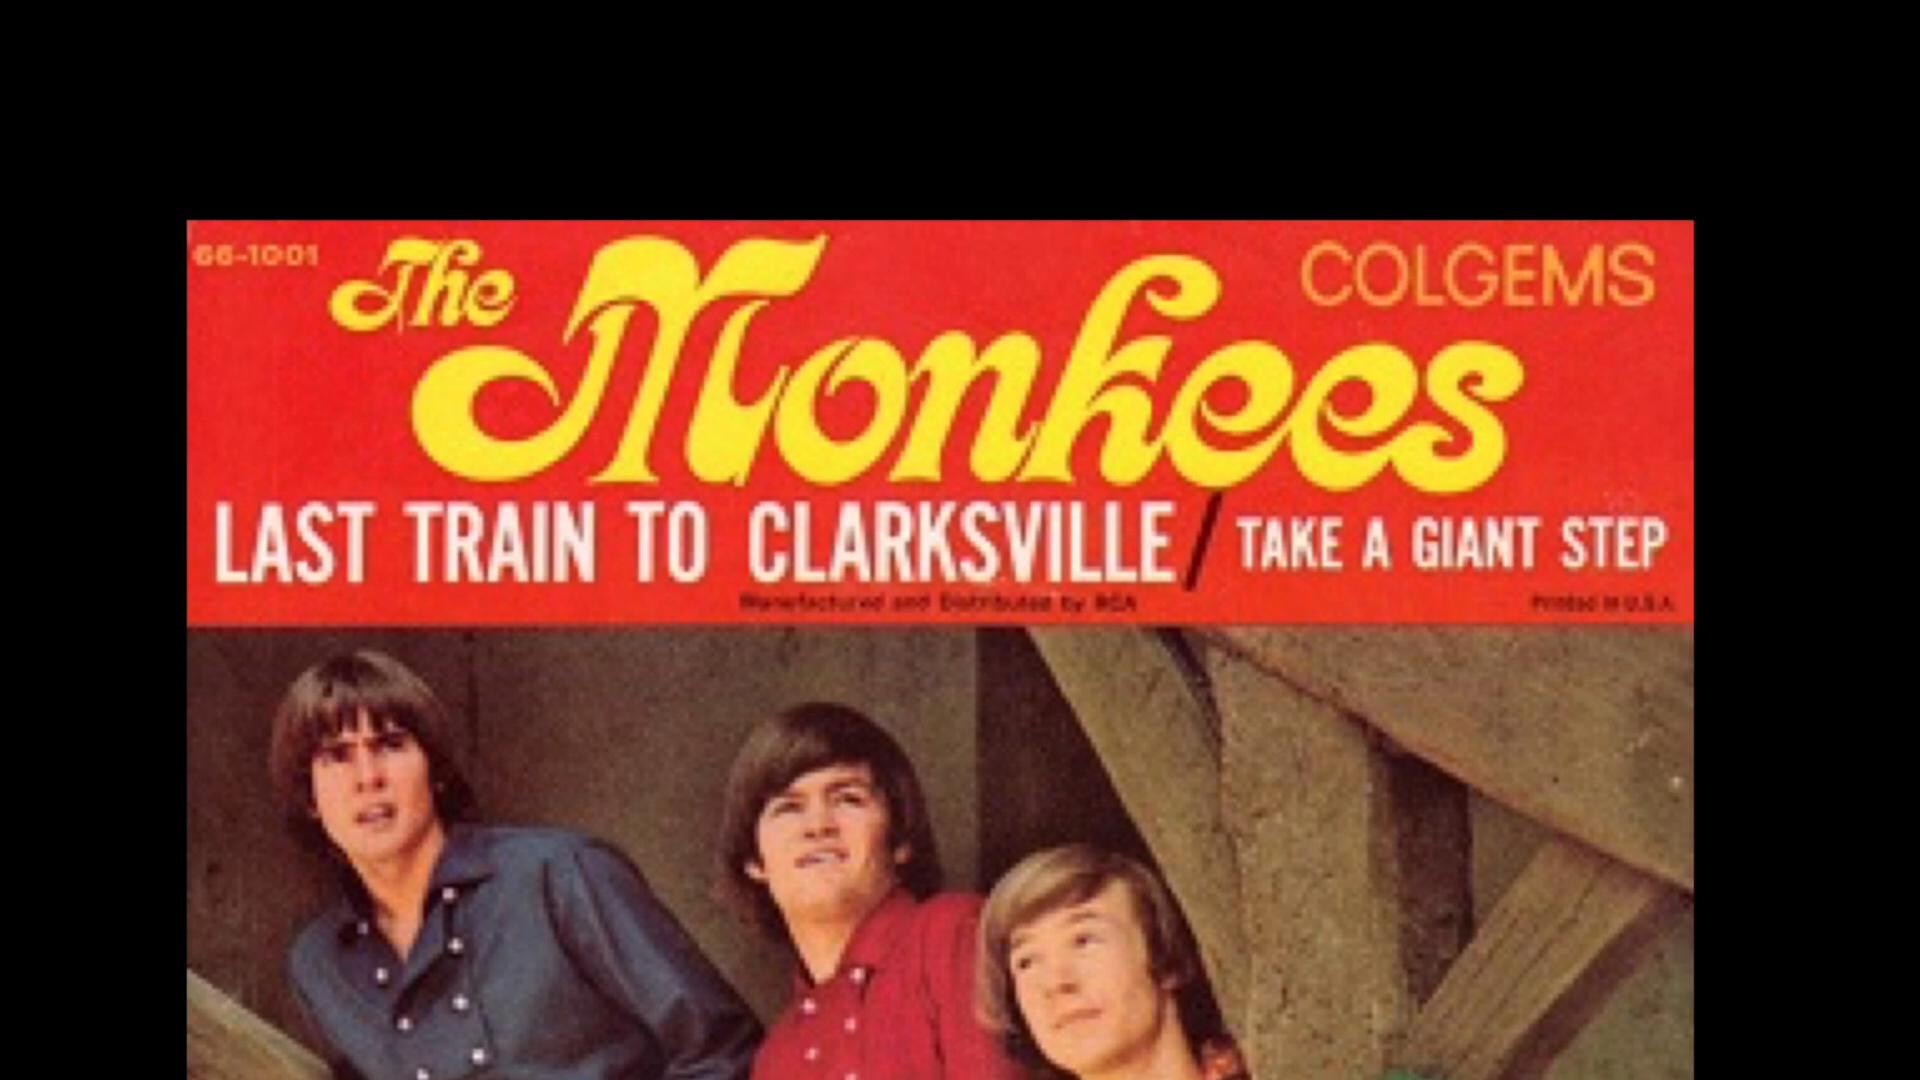 66-1001
The Monkees
COLGEMS
LAST TRAIN TO CLARKSVILLE / TAKE A GIANT STEP
Manufactured and Distributed by RCA
Printed in U.S.A.